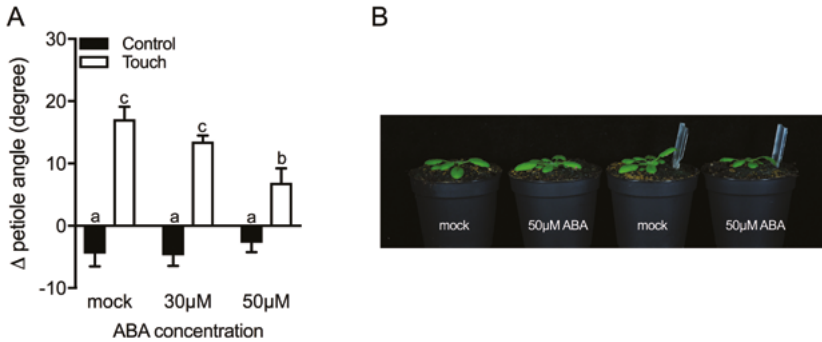 A
B
30
20
10
0
-10
Δ petiole angle (degree)
Control
Touch
a
c
a
c
a
b
mock
30μM
50μM
ABA concentration
mock
50μM ABA
mock
50μM ABA